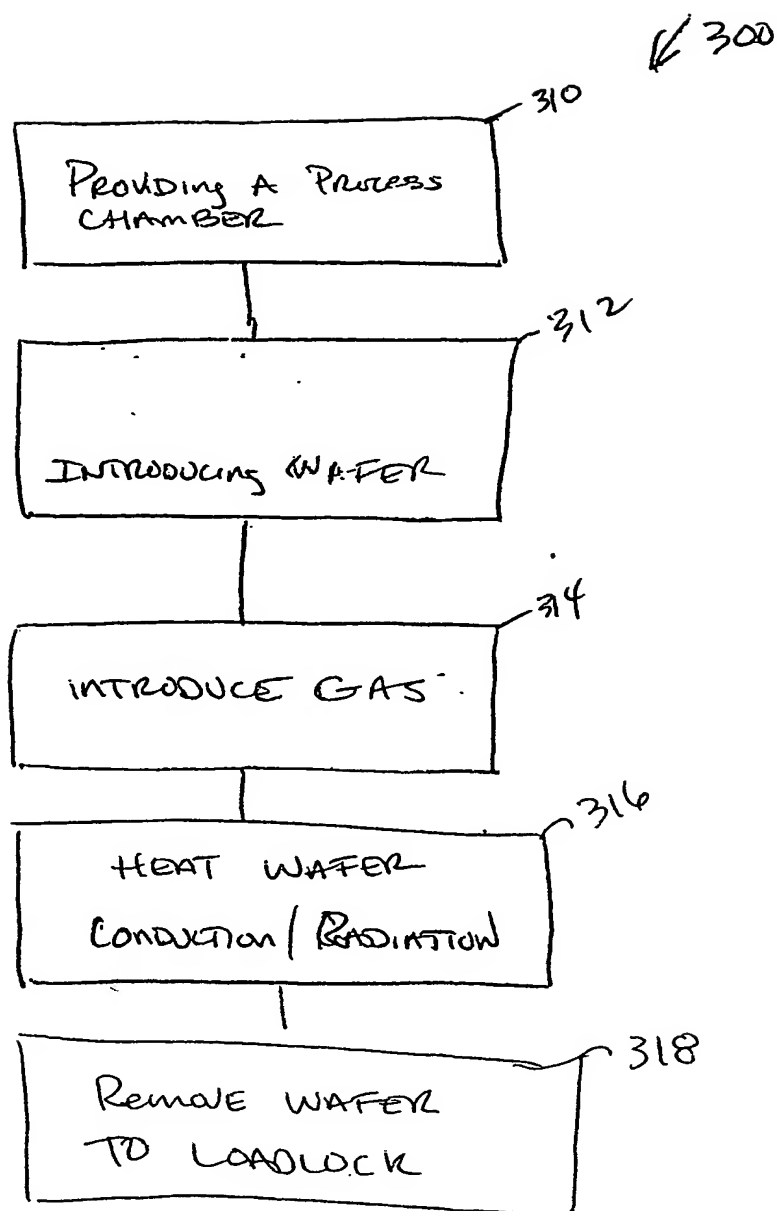 300
310
PROVIDING A PROCESS
CHAMBER
312
INTRODUCING WAFER
314
INTRODUCE GAS
316
HEAT WAFER
CONDUCTION / RADIATION
318
REMOVE WAFER
TO LOADLOCK